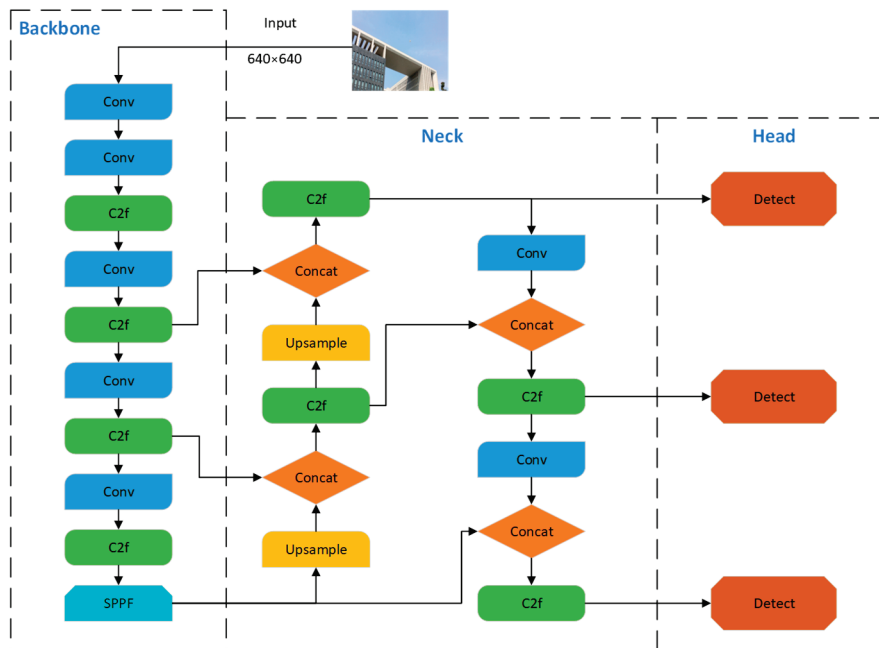 Backbone
Input
640×640
Conv
Conv
C2f
Conv
C2f
Conv
C2f
Conv
C2f
SPPF
Neck
C2f
Concat
Upsample
C2f
Concat
Upsample
Conv
Concat
C2f
Conv
Concat
C2f
Head
Detect
Detect
Detect